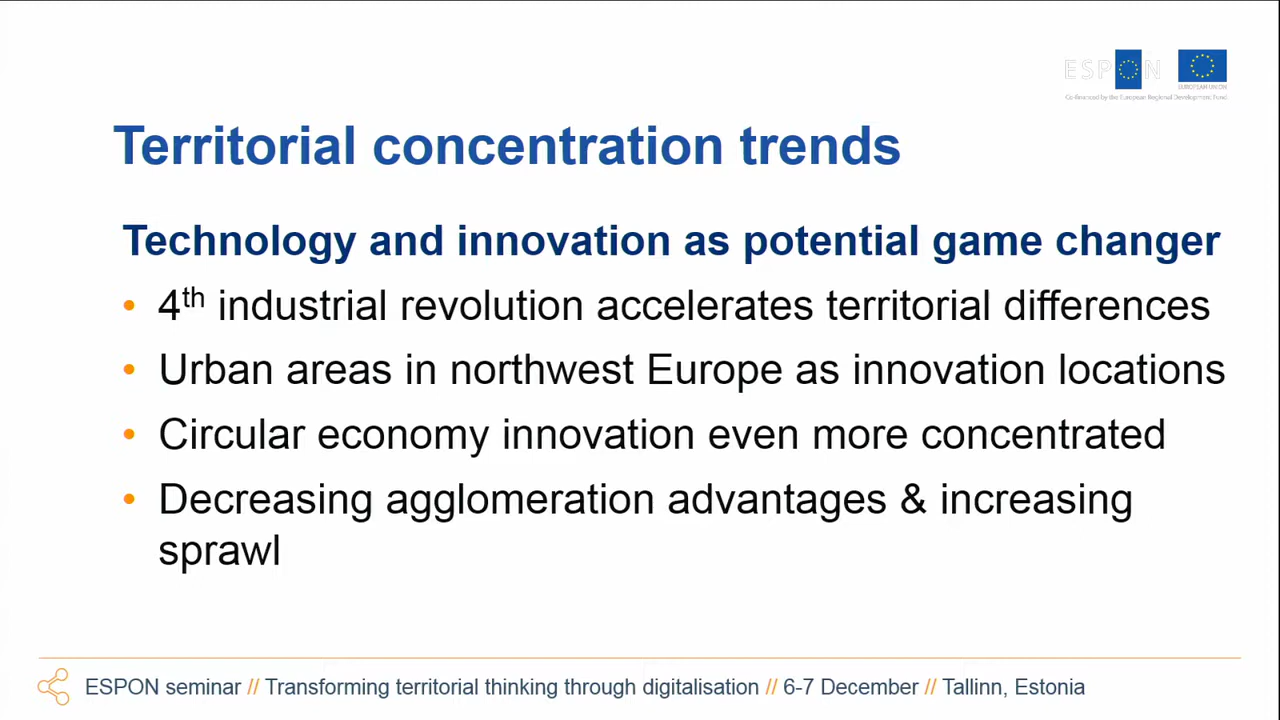 ESPON
EUROPEAN UNION
Co-financed by the European Regional Development Fund
Territorial concentration trends
Technology and innovation as potential game changer
• 4th industrial revolution accelerates territorial differences
• Urban areas in northwest Europe as innovation locations
• Circular economy innovation even more concentrated
• Decreasing agglomeration advantages & increasing
sprawl
ESPON seminar // Transforming territorial thinking through digitalisation // 6-7 December // Tallinn, Estonia